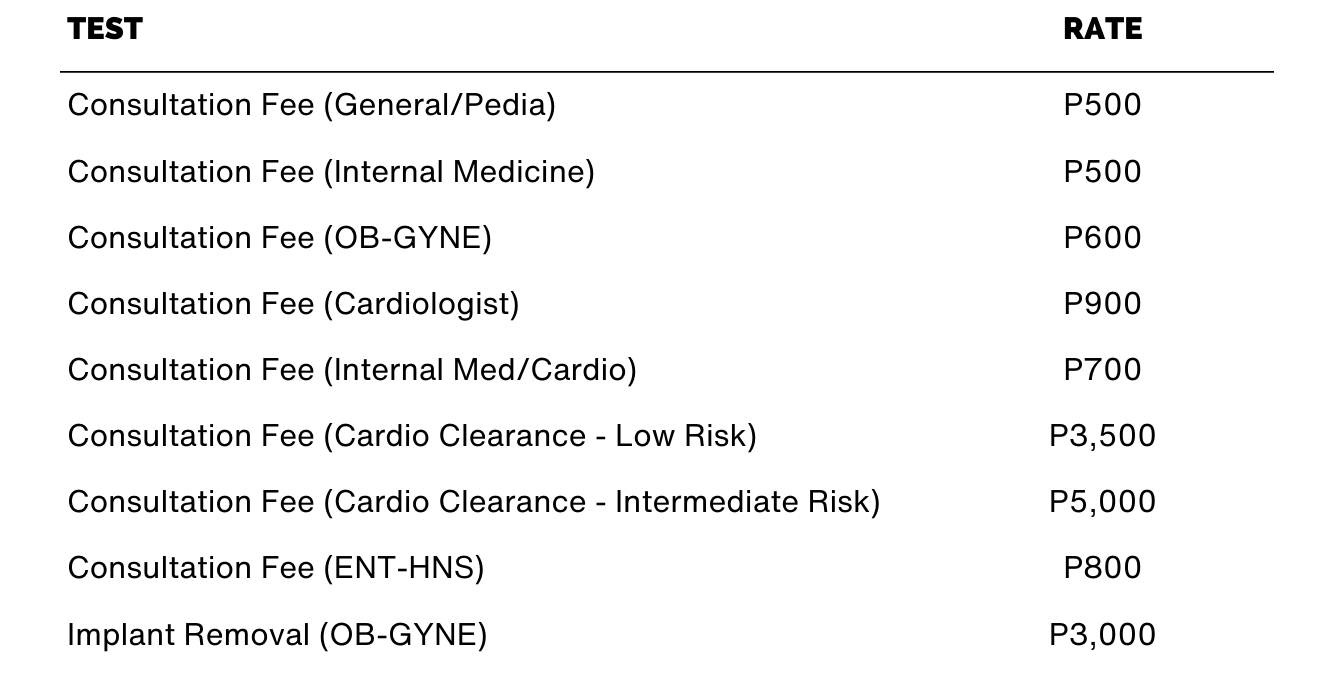 TEST RATE
Consultation Fee (General/Pedia) P500
Consultation Fee (Internal Medicine) P500
Consultation Fee (OB-GYNE) P600
Consultation Fee (Cardiologist) P900
Consultation Fee (Internal Med/Cardio) P700
Consultation Fee (Cardio Clearance - Low Risk) P3,500
Consultation Fee (Cardio Clearance - Intermediate Risk) P5,000
Consultation Fee (ENT-HNS) P800
Implant Removal (OB-GYNE) P3,000